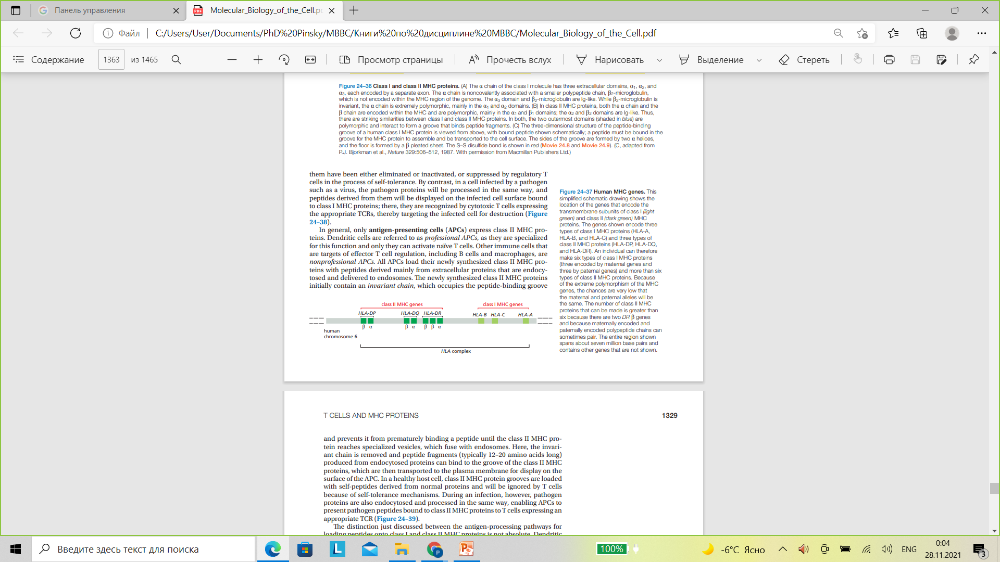 Панель управления
Molecular_Biology_of_the_Cell.pd
Файл
C:/Users/User/Documents/PhD%20Pinsky/MBBC/Книги%20по%20дисциплине%20MBBC/Molecular_Biology_of_the_Cell.pdf
Содержание
1363 из 1465
Просмотр страницы
Прочесть вслух
Нарисовать
Выделение
Стереть
Figure 24–36 Class I and class II MHC proteins. (A) The α chain of the class I molecule has three extracellular domains, α1, α2, and
α3, each encoded by a separate exon. The α chain is noncovalently associated with a smaller polypeptide chain, β2-microglobulin,
which is not encoded within the MHC region of the genome. The α3 domain and β2-microglobulin are Ig-like. While β2-microglobulin is
invariant, the α chain is extremely polymorphic, mainly in the α1 and α2 domains. (B) In class II MHC proteins, both the α chain and the
β chain are encoded within the MHC and are polymorphic, mainly in the α1 and β1 domains; the α2 and β2 domains are Ig-like. Thus,
there are striking similarities between class I and class II MHC proteins. In both, the two outermost domains (shaded in blue) are
polymorphic and interact to form a groove that binds peptide fragments. (C) The three-dimensional structure of the peptide-binding
groove of a human class I MHC protein is viewed from above, with bound peptide shown schematically; a peptide must be bound in the
groove for the MHC protein to assemble and be transported to the cell surface. The sides of the groove are formed by two α helices,
and the floor is formed by a β pleated sheet. The S–S disulfide bond is shown in red (Movie 24.8 and Movie 24.9). (C, adapted from
P.J. Bjorkman et al., Nature 329:506–512, 1987. With permission from Macmillan Publishers Ltd.)
them have been either eliminated or inactivated, or suppressed by regulatory T
cells in the process of self-tolerance. By contrast, in a cell infected by a pathogen
such as a virus, the pathogen proteins will be processed in the same way, and
peptides derived from them will be displayed on the infected cell surface bound
to class I MHC proteins; there, they are recognized by cytotoxic T cells expressing
the appropriate TCRs, thereby targeting the infected cell for destruction (Figure
24–38).
In general, only antigen-presenting cells (APCs) express class II MHC pro-
teins. Dendritic cells are referred to as professional APCs, as they are specialized
for this function and only they can activate naïve T cells. Other immune cells that
are targets of effector T cell regulation, including B cells and macrophages, are
nonprofessional APCs. All APCs load their newly synthesized class II MHC pro-
teins with peptides derived mainly from extracellular proteins that are endocy-
tosed and delivered to endosomes. The newly synthesized class II MHC proteins
initially contain an invariant chain, which occupies the peptide-binding groove
Figure 24–37 Human MHC genes. This
simplified schematic drawing shows the
location of the genes that encode the
transmembrane subunits of class I (light
green) and class II (dark green) MHC
proteins. The genes shown encode three
types of class I MHC proteins (HLA-A,
HLA-B, and HLA-C) and three types of
class II MHC proteins (HLA-DP, HLA-DQ,
and HLA-DR). An individual can therefore
make six types of class I MHC proteins
(three encoded by maternal genes and
three by paternal genes) and more than six
types of class II MHC proteins. Because
of the extreme polymorphism of the MHC
genes, the chances are very low that
the maternal and paternal alleles will be
the same. The number of class II MHC
proteins that can be made is greater than
six because there are two DR β genes
and because maternally encoded and
paternally encoded polypeptide chains can
sometimes pair. The entire region shown
spans about seven million base pairs and
contains other genes that are not shown.
class II MHC genes
class I MHC genes
HLA-DP HLA-DQ HLA-DR HLA-B HLA-C HLA-A
β α β α β β α
human
chromosome 6
HLA complex
T CELLS AND MHC PROTEINS
1329
and prevents it from prematurely binding a peptide until the class II MHC pro-
tein reaches specialized vesicles, which fuse with endosomes. Here, the invari-
ant chain is removed and peptide fragments (typically 12–20 amino acids long)
produced from endocytosed proteins can bind to the groove of the class II MHC
proteins, which are then transported to the plasma membrane for display on the
surface of the APC. In a healthy host cell, class II MHC protein grooves are loaded
with self-peptides derived from normal proteins and will be ignored by T cells
because of self-tolerance mechanisms. During an infection, however, pathogen
proteins are also endocytosed and processed in the same way, enabling APCs to
present pathogen peptides bound to class II MHC proteins to T cells expressing an
appropriate TCR (Figure 24–39).
The distinction just discussed between the antigen-processing pathways for
loading peptides onto class I and class II MHC proteins is not absolute. Dendritic
Введите здесь текст для поиска
100%
-6°C Ясно
ENG
0:04
28.11.2021
3